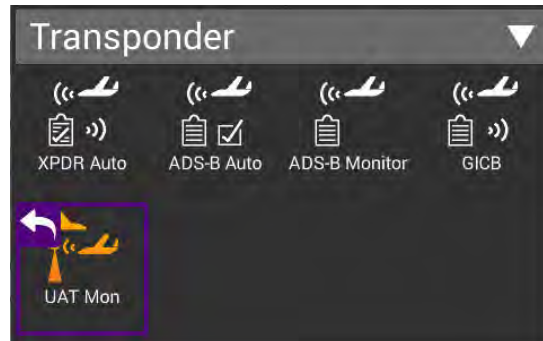 Transponder
XPDR Auto
ADS-B Auto
ADS-B Monitor
GICB
UAT Mon